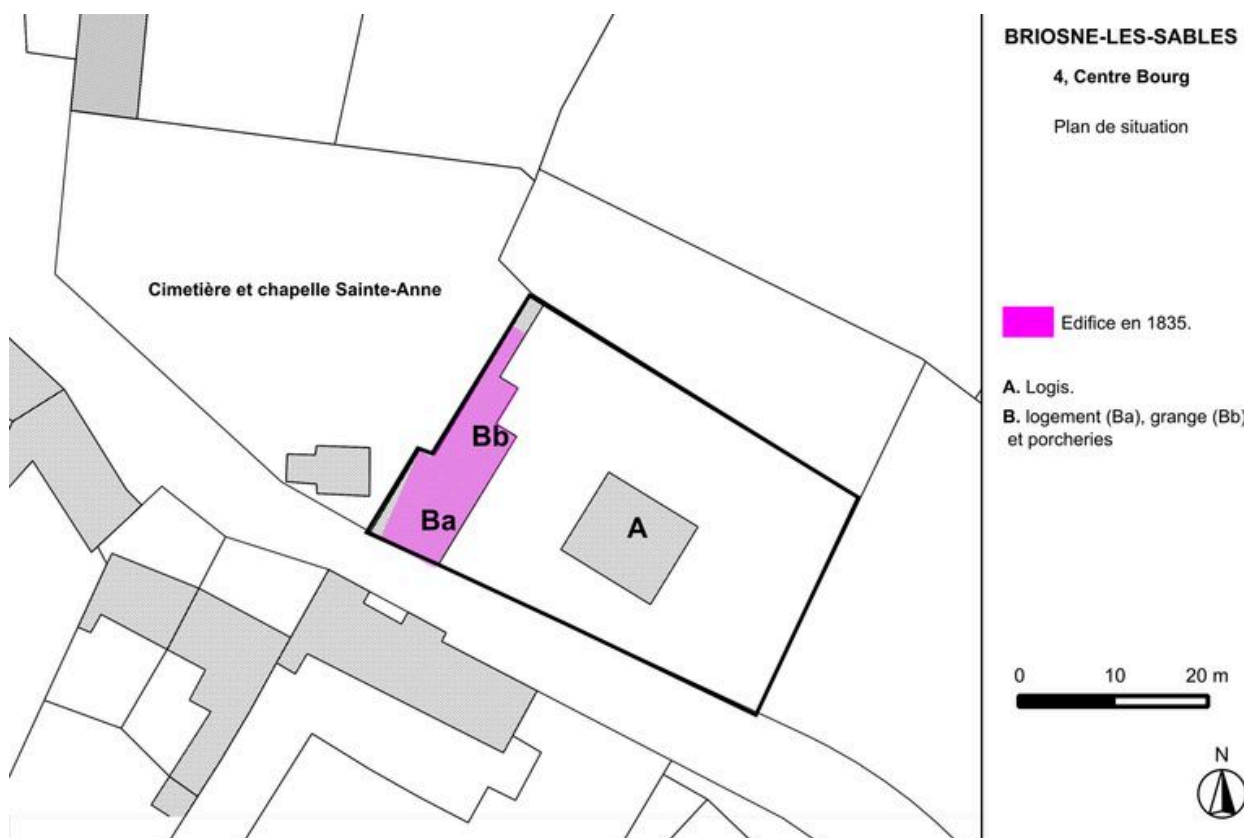 BRIOSNE-LES-SABLES
4, Centre Bourg
Plan de situation
Cimetière et chapelle Sainte-Anne
Edifice en 1835.
A. Logis.
B. logement (Ba), grange (Bb)
et porcheries
Bb
Ba
A
0 10 20 m
N